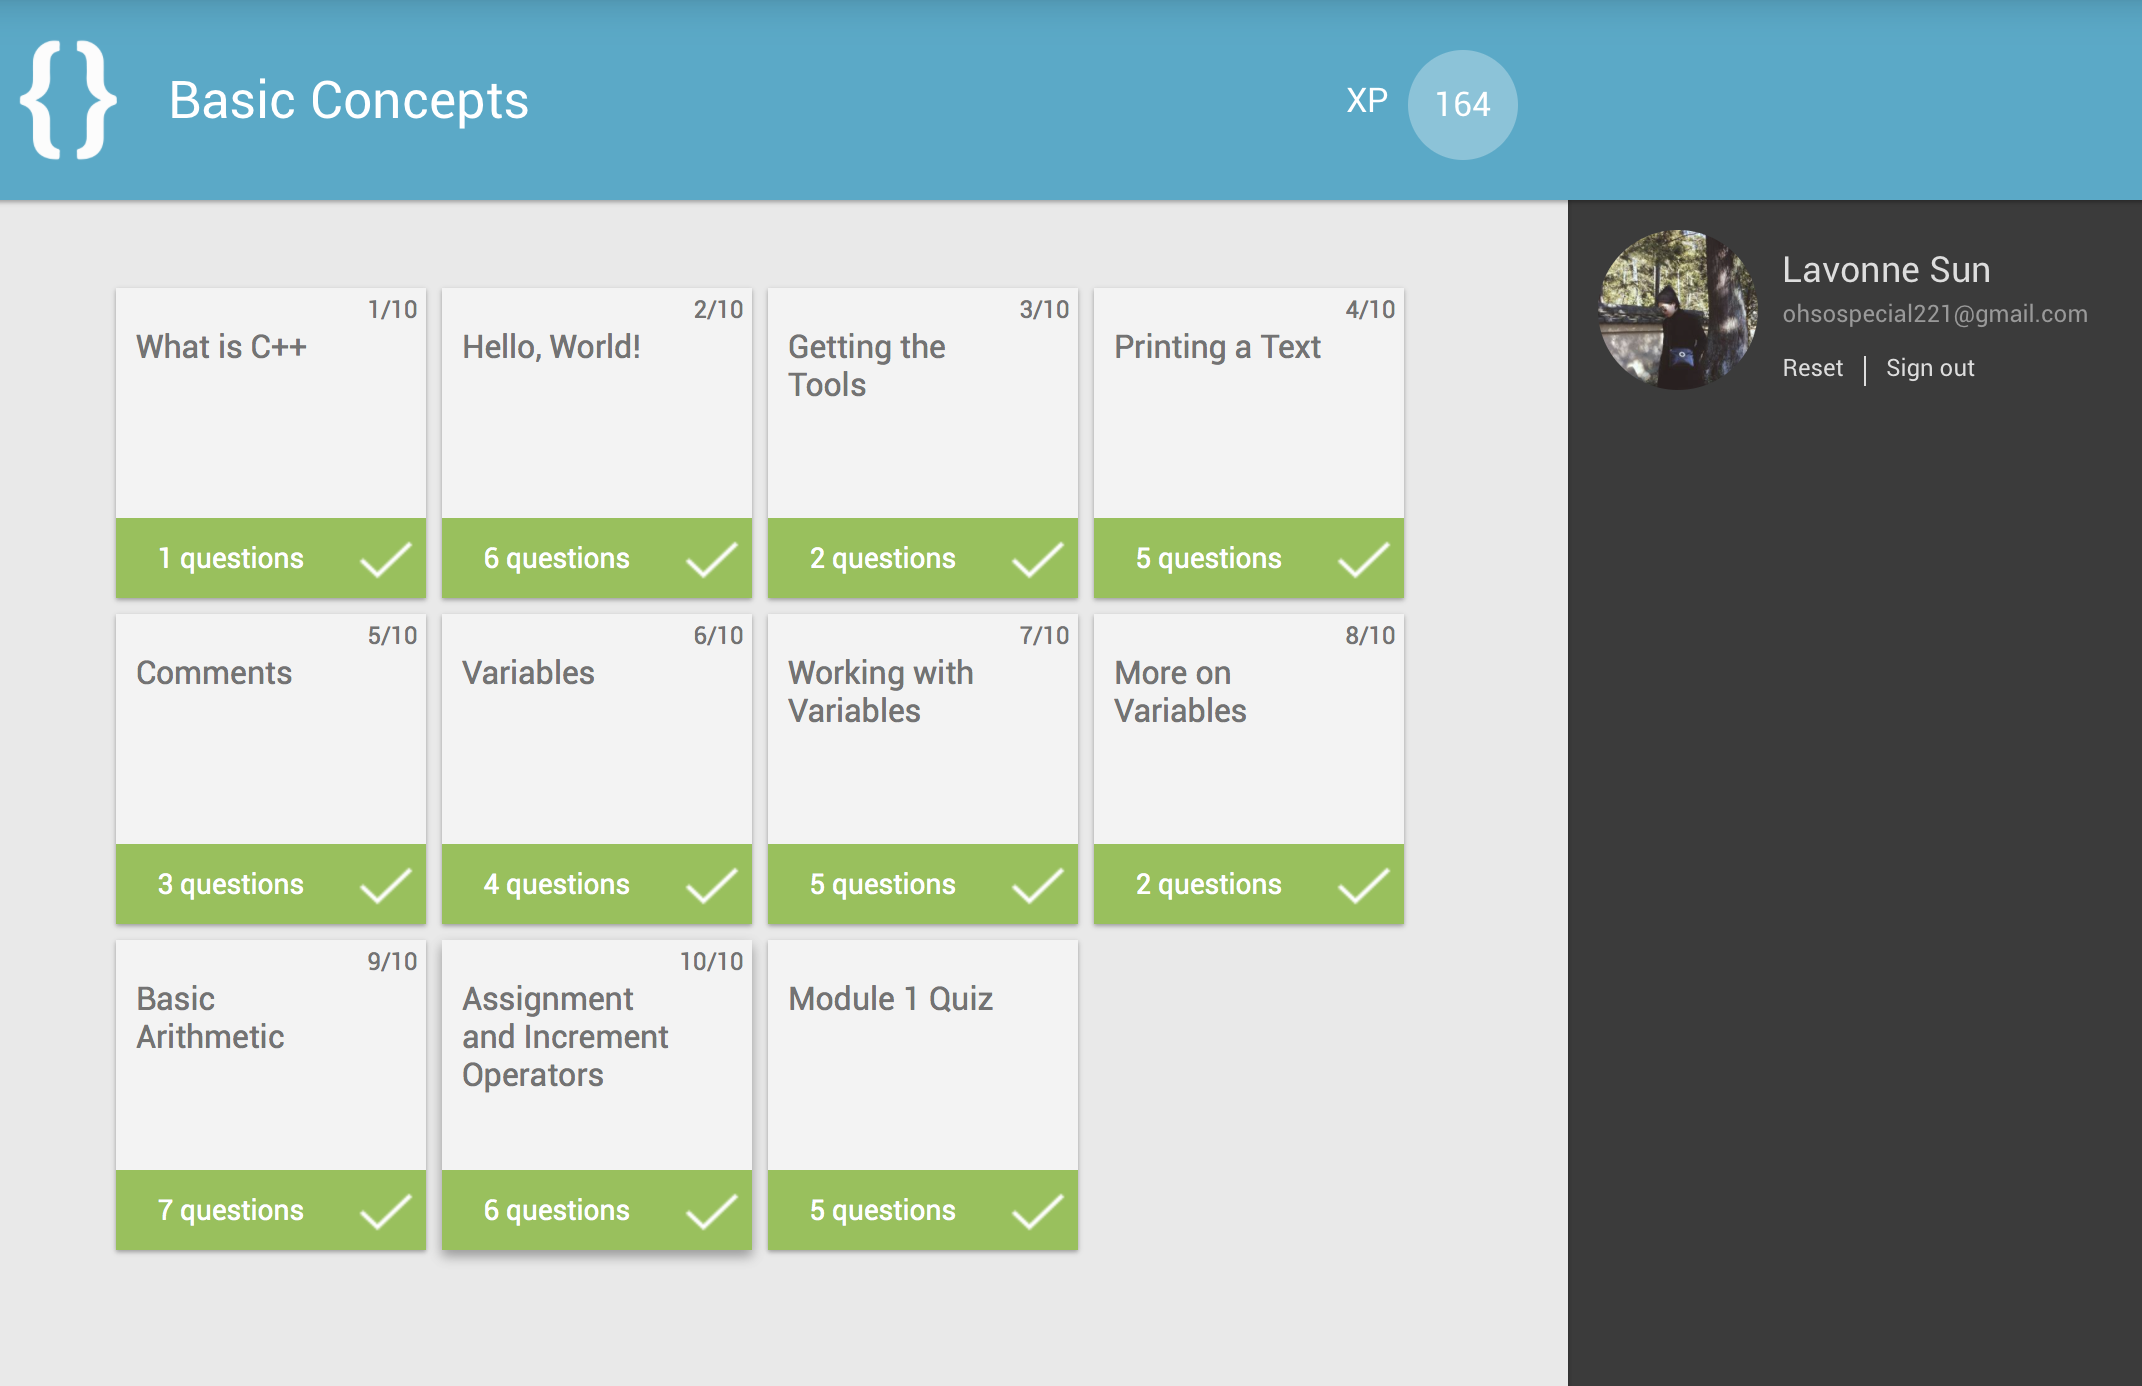 {} Basic Concepts
XP 164
Lavonne Sun
ohsospecial221@gmail.com
Reset | Sign out
1/10
What is C++
1 questions
2/10
Hello, World!
6 questions
3/10
Getting the
Tools
2 questions
4/10
Printing a Text
5 questions
5/10
Comments
3 questions
6/10
Variables
4 questions
7/10
Working with
Variables
5 questions
8/10
More on
Variables
2 questions
9/10
Basic
Arithmetic
7 questions
10/10
Assignment
and Increment
Operators
6 questions
Module 1 Quiz
5 questions